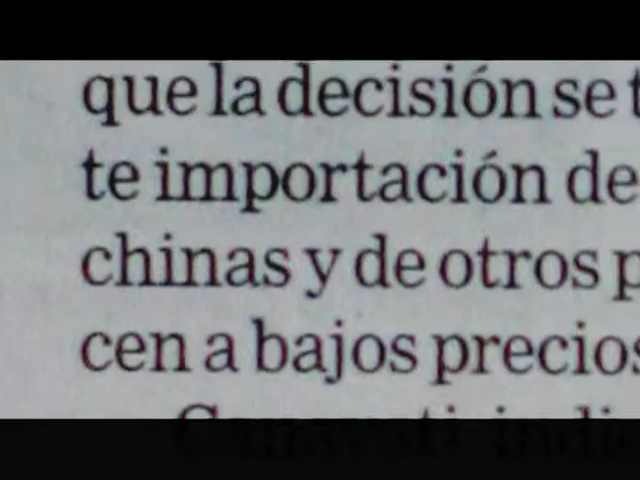 que la decisión se
te importación de
chinas y de otros
cen a bajos precios